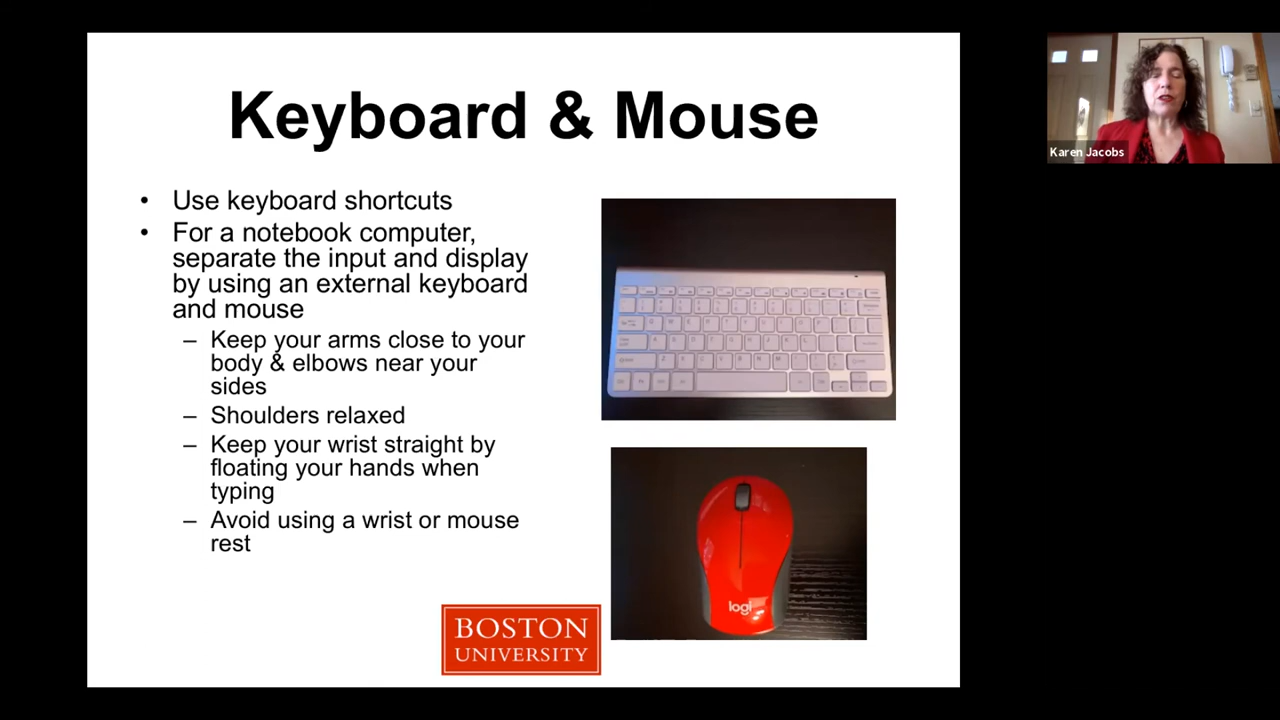 Keyboard & Mouse
• Use keyboard shortcuts
• For a notebook computer,
separate the input and display
by using an external keyboard
and mouse
– Keep your arms close to your
body & elbows near your
sides
– Shoulders relaxed
– Keep your wrist straight by
floating your hands when
typing
– Avoid using a wrist or mouse
rest
logi
BOSTON
UNIVERSITY
Karen Jacobs